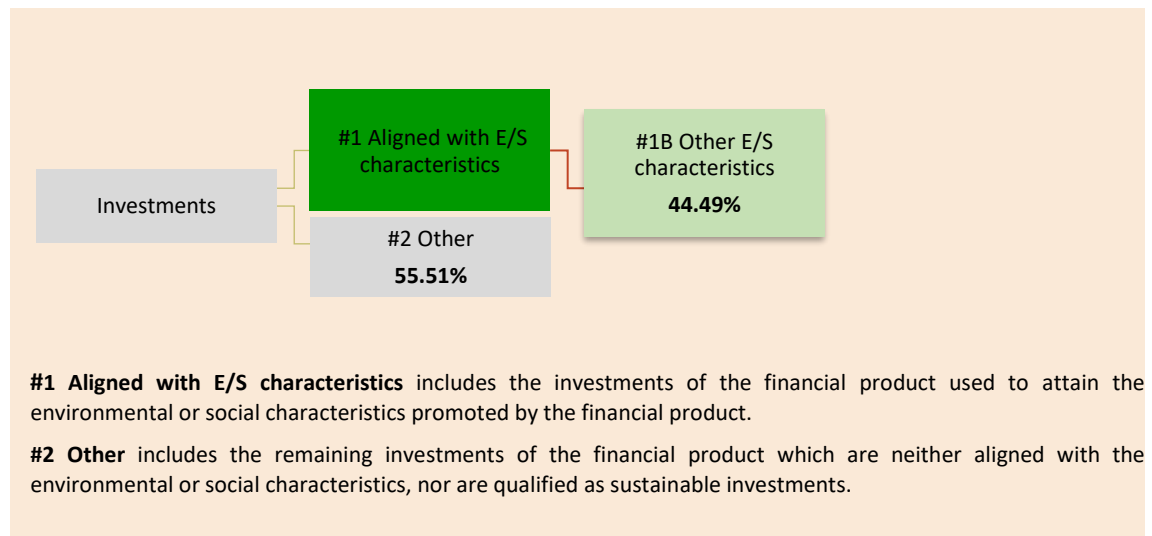 #1 Aligned with E/S
characteristics
#1B Other E/S
characteristics
44.49%
Investments
#2 Other
55.51%
#1 Aligned with E/S characteristics includes the investments of the financial product used to attain the
environmental or social characteristics promoted by the financial product.
#2 Other includes the remaining investments of the financial product which are neither aligned with the
environmental or social characteristics, nor are qualified as sustainable investments.